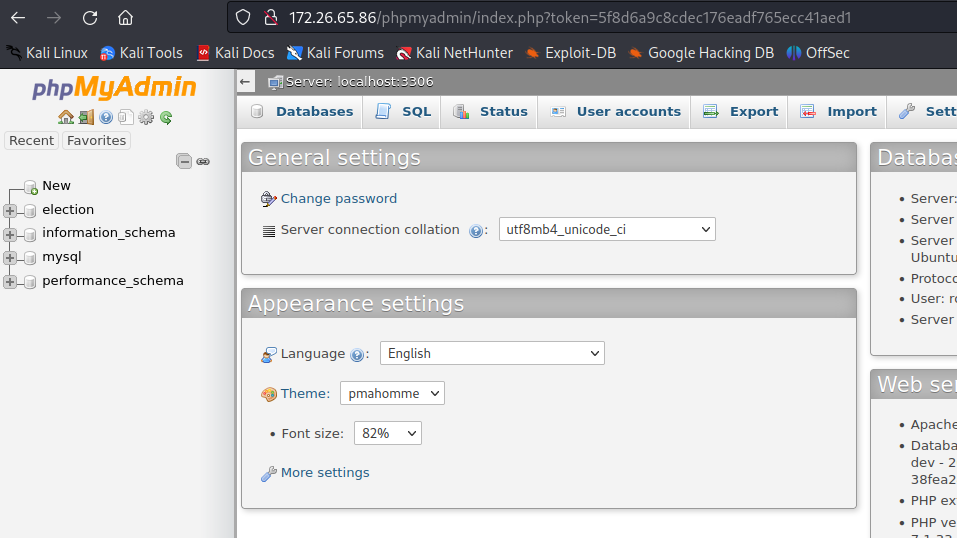 172.26.65.86/phpmyadmin/index.php?token=5f8d6a9c8cdec176eadf765ecc41aed1
Kali Linux Kali Tools Kali Docs Kali Forums Kali NetHunter Exploit-DB Google Hacking DB OffSec
phpMyAdmin
Recent Favorites
New
election
information_schema
mysql
performance_schema
Server: localhost:3306
Databases SQL Status User accounts Export Import Sett
General settings
Change password
Server connection collation : utf8mb4_unicode_ci
Appearance settings
Language : English
Theme: pmahomme
• Font size: 82%
More settings
Databas
• Server:
• Server
• Server
Ubuntu
• Protoco
• User: ro
• Server
Web se
• Apache
• Databa
dev - 2
38fea2
• PHP ex
• PHP ve